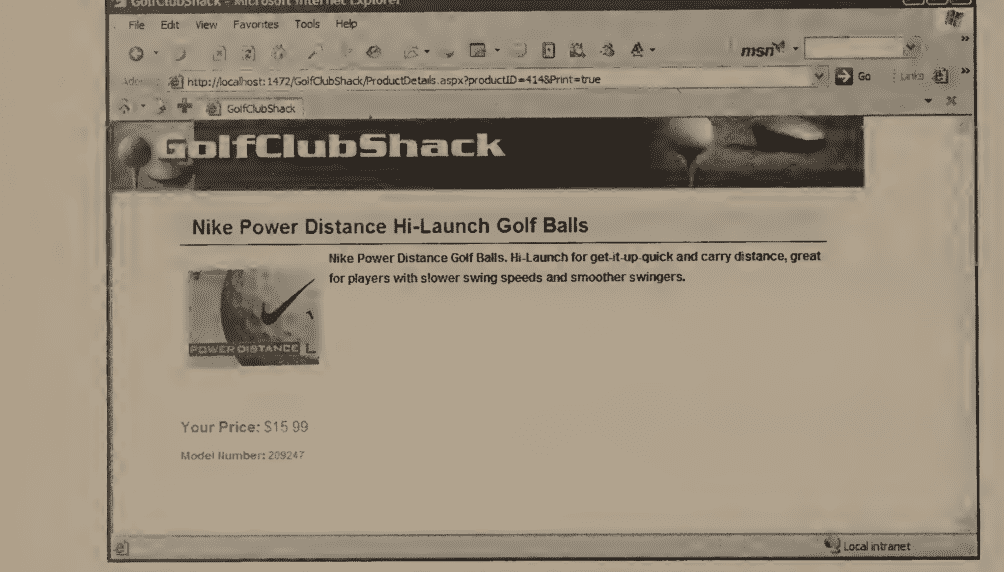 GolfClubShack - Microsoft Internet Explorer
File Edit View Favorites Tools Help
msn
Address http://localhost:1472/GolfClubShack/ProductDetails.aspx?productID=414&Print=true Go Links
GolfClubShack
GolfClubShack
Nike Power Distance Hi-Launch Golf Balls
Nike Power Distance Golf Balls. Hi-Launch for get-it-up-quick and carry distance, great
for players with slower swing speeds and smoother swingers.
POWER DISTANCE L
Your Price: $15.99
Model Number: 209247
Local intranet